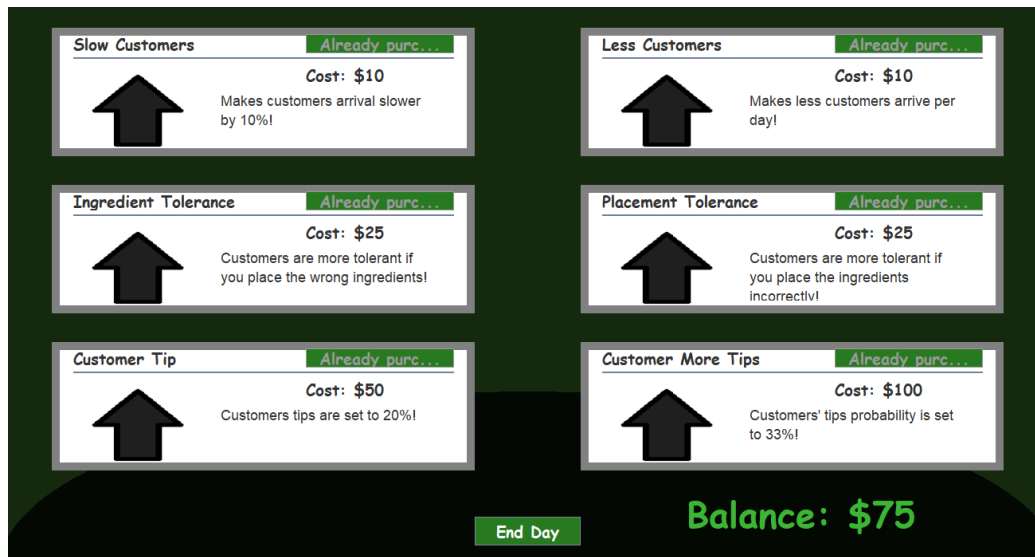 Slow Customers
Already purc...
Cost: $10
Makes customers arrival slower
by 10%!
Less Customers
Already purc...
Cost: $10
Makes less customers arrive per
day!
Ingredient Tolerance
Already purc...
Cost: $25
Customers are more tolerant if
you place the wrong ingredients!
Placement Tolerance
Already purc...
Cost: $25
Customers are more tolerant if
you place the ingredients
incorrectly!
Customer Tip
Already purc...
Cost: $50
Customers tips are set to 20%!
Customer More Tips
Already purc...
Cost: $100
Customers' tips probability is set
to 33%!
Balance: $75
End Day